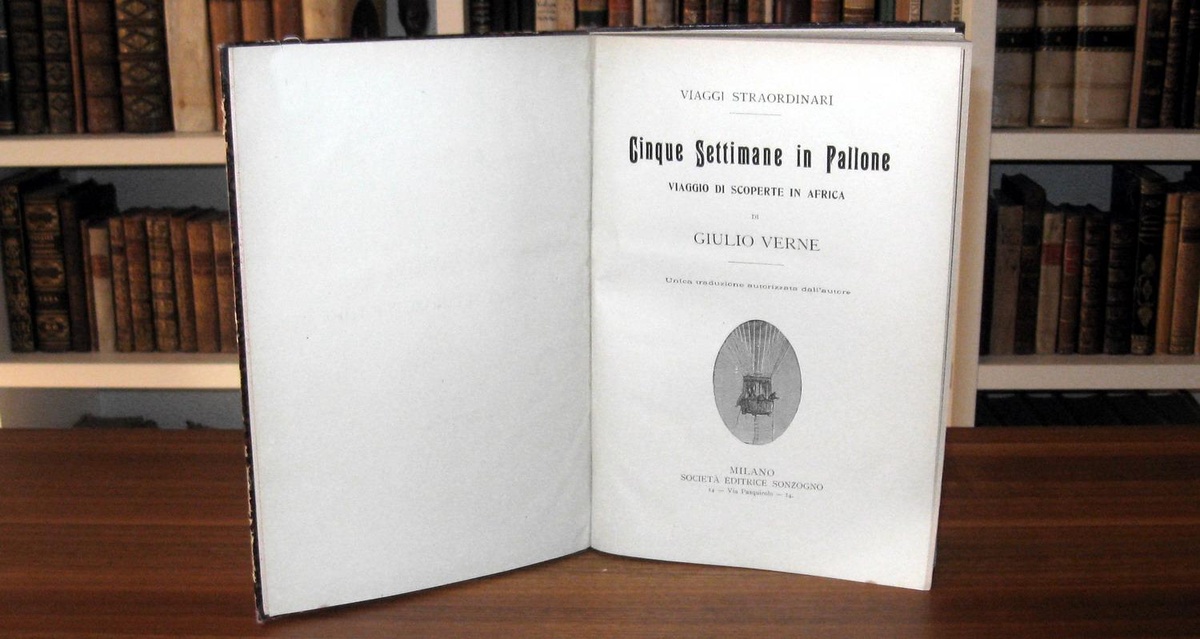 VIAGGI STRAORDINARI
Cinque Settimane in Pallone
VIAGGIO DI SCOPERTE IN AFRICA
DI
GIULIO VERNE
Unica traduzione autorizzata dall'autore
MILANO
SOCIETÀ EDITRICE SONZOGNO
14 — Via Pasquirolo — 14.